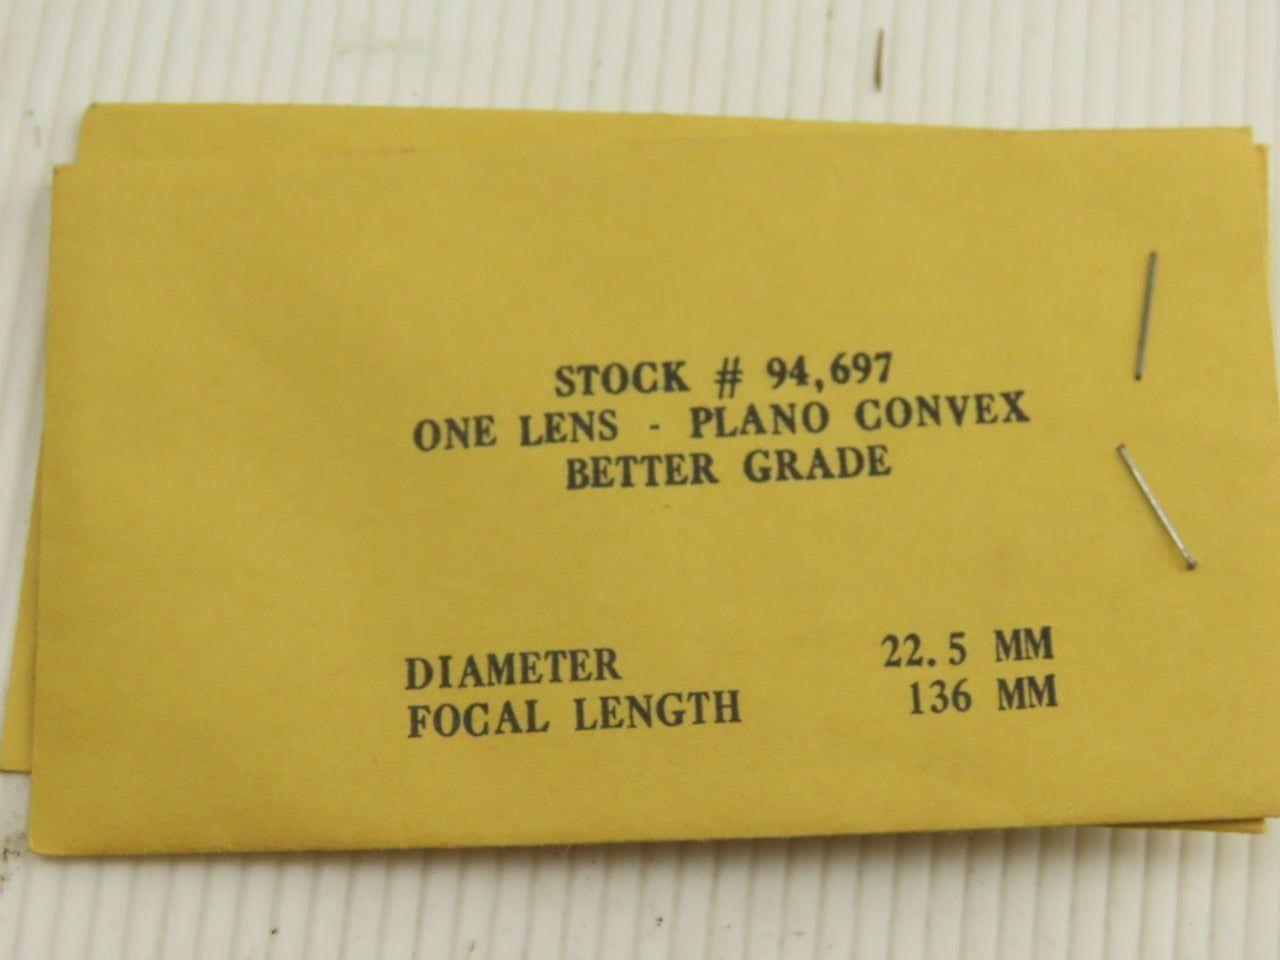 STOCK # 94,697
ONE LENS - PLANO CONVEX
BETTER GRADE
DIAMETER 22.5 MM
FOCAL LENGTH 136 MM